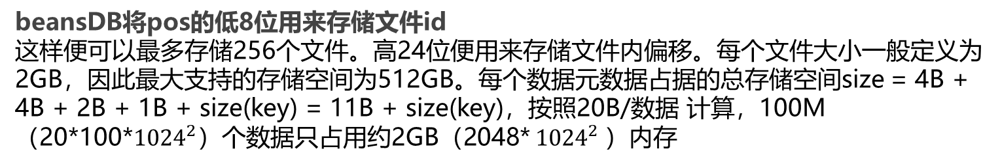 beansDB将pos的低8位用来存储文件id
这样便可以最多存储256个文件。高24位便用来存储文件内偏移。每个文件大小一般定义为
2GB，因此最大支持的存储空间为512GB。每个数据元数据占据的总存储空间size = 4B +
4B + 2B + 1B + size(key) = 11B + size(key)，按照20B/数据 计算，100M
（20*100*1024²）个数据只占用约2GB（2048* 1024² ）内存